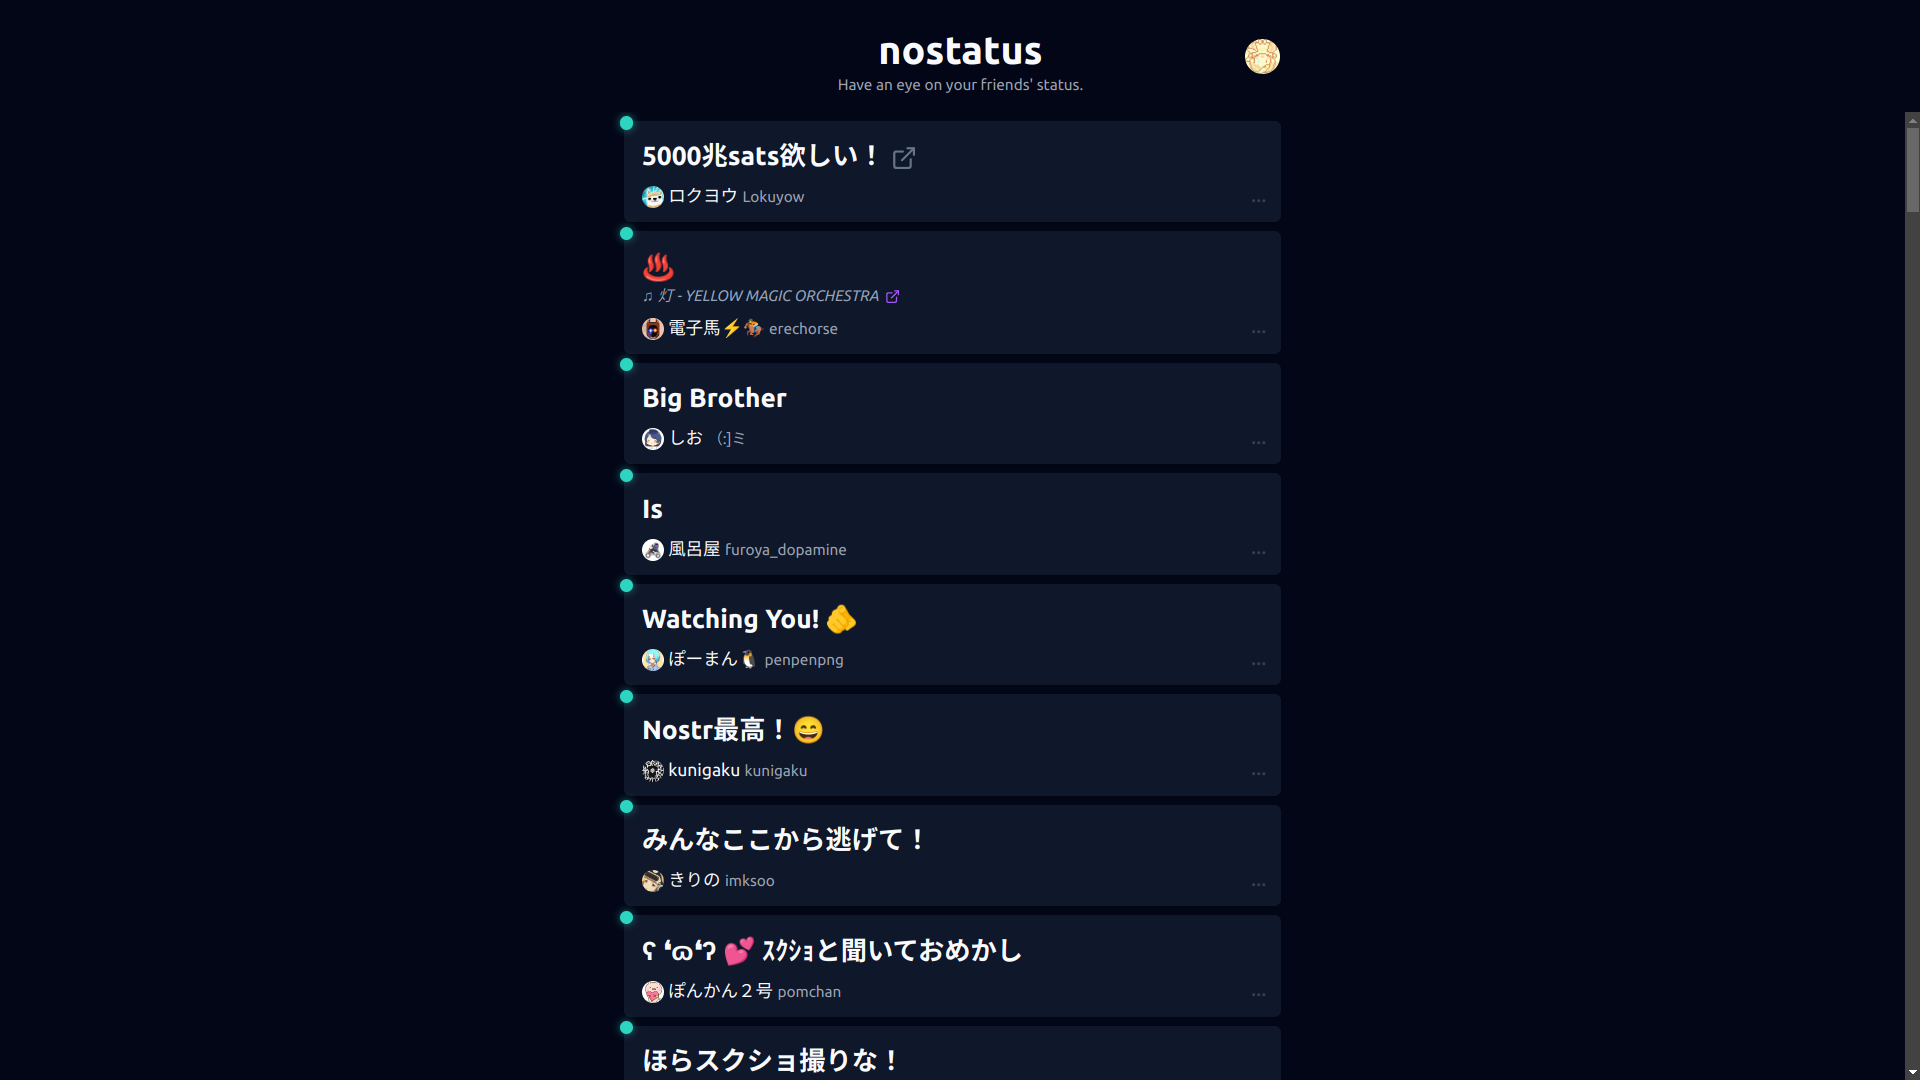 nostatus
Have an eye on your friends' status.
5000兆sats欲しい！
ロクヨウ Lokuyow
...
♨
♫ 灯 - YELLOW MAGIC ORCHESTRA
電子馬⚡🏇 erechorse
...
Big Brother
しお （:]ミ
...
Is
風呂屋 furoya_dopamine
...
Watching You! 🫵
ぽーまん🐧 penpenpng
...
Nostr最高！😄
kunigaku kunigaku
...
みんなここから逃げて！
きりの imksoo
...
ʕ ❛ɷ❛ʔ 💕 ｽｸｼｮと聞いておめかし
ぽんかん２号 pomchan
...
ほらスクショ撮りな！